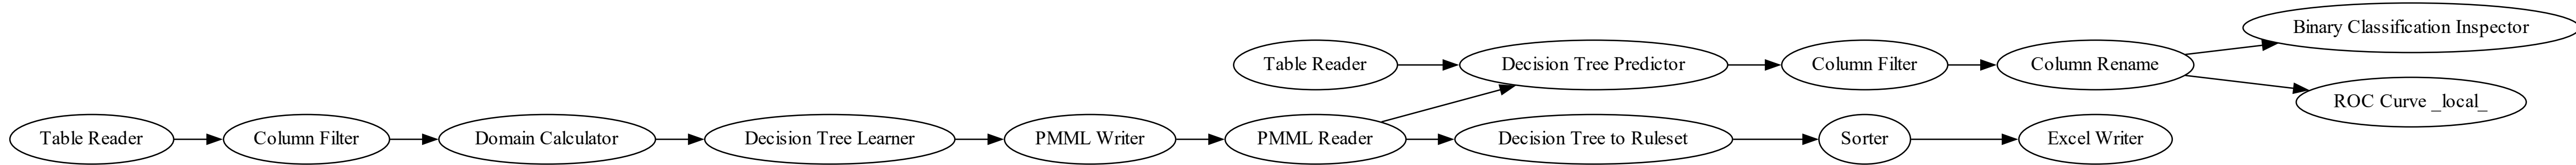 Binary Classification Inspector
Table Reader
Decision Tree Predictor
Column Filter
Column Rename
ROC Curve _local_
Table Reader
Column Filter
Domain Calculator
Decision Tree Learner
PMML Writer
PMML Reader
Decision Tree to Ruleset
Sorter
Excel Writer